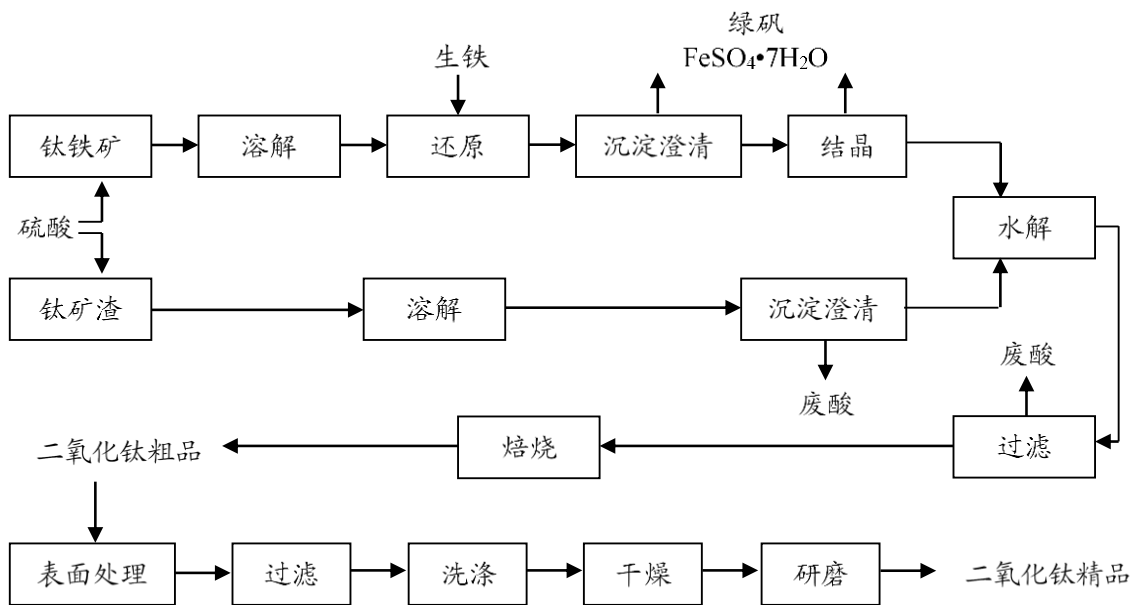 绿矾
生铁
FeSO₄•7H₂O
钛铁矿
溶解
还原
沉淀澄清
结晶
硫酸
水解
钛矿渣
溶解
沉淀澄清
废酸
废酸
二氧化钛粗品
焙烧
过滤
表面处理
过滤
洗涤
干燥
研磨
二氧化钛精品